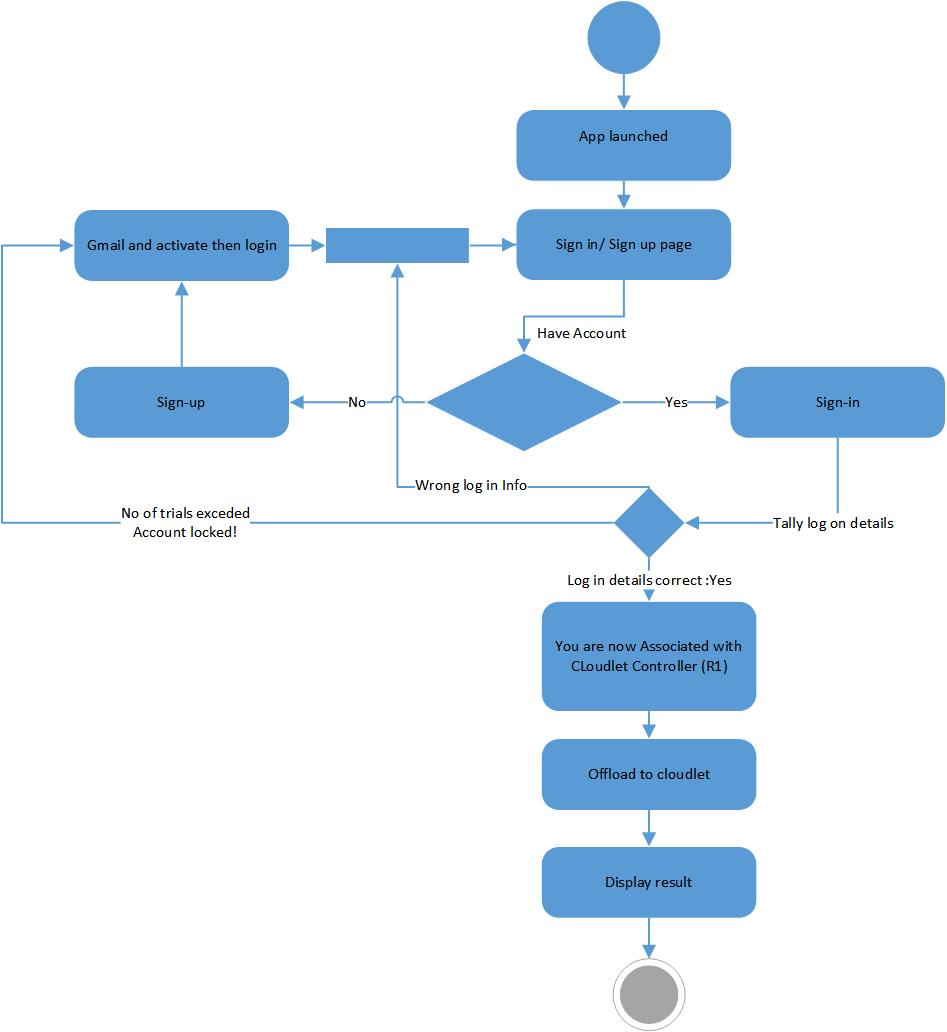 App launched
Gmail and activate then login
Sign in/ Sign up page
Have Account
Sign-up
No
Yes
Sign-in
Wrong log in Info
No of trials exceded
Account locked!
Tally log on details
Log in details correct :Yes
You are now Associated with
CLoudlet Controller (R1)
Offload to cloudlet
Display result